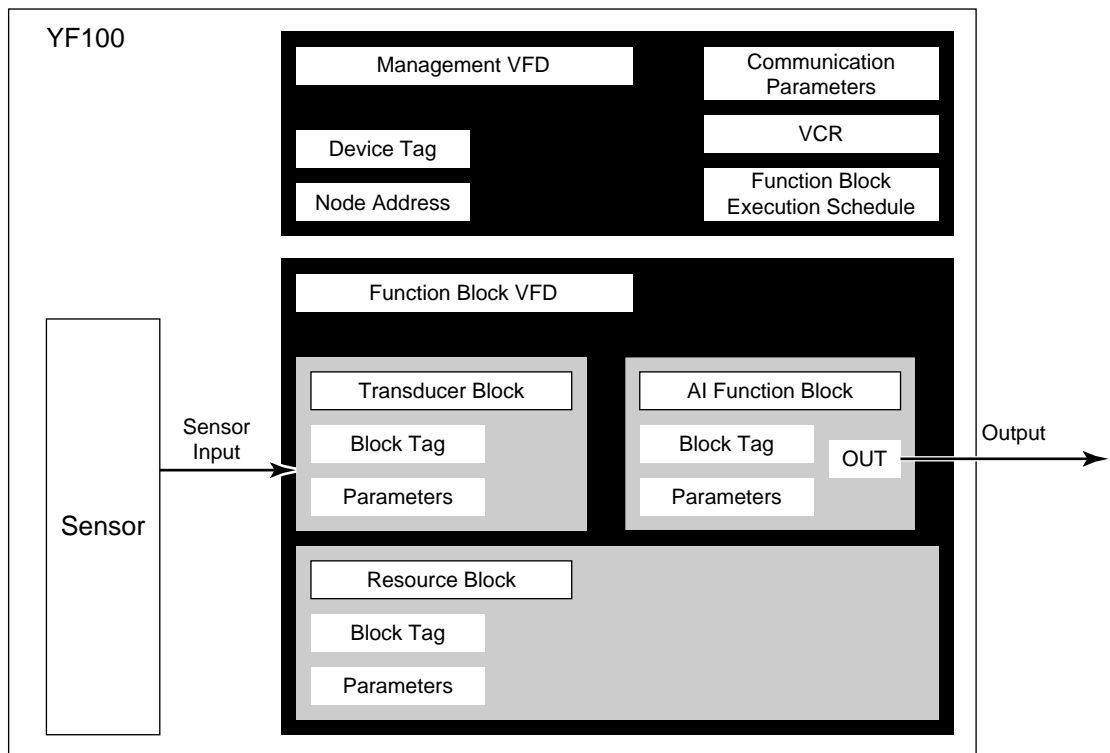 YF100
Management VFD
Communication
Parameters
VCR
Device Tag
Function Block
Execution Schedule
Node Address
Function Block VFD
Transducer Block
AI Function Block
Sensor
Input
Block Tag
Block Tag
OUT
Output
Parameters
Parameters
Sensor
Resource Block
Block Tag
Parameters